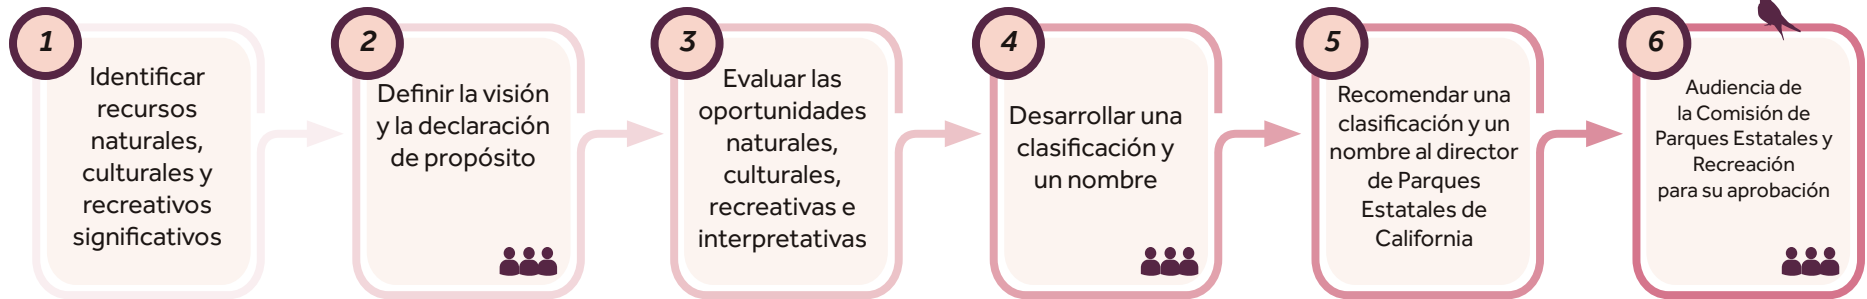 1
Identificar
recursos
naturales,
culturales y
recreativos
significativos
2
Definir la visión
y la declaración
de propósito
3
Evaluar las
oportunidades
naturales,
culturales,
recreativas e
interpretativas
4
Desarrollar una
clasificación y
un nombre
5
Recomendar una
clasificación y un
nombre al director
de Parques
Estatales de
California
6
Audiencia de
la Comisión de
Parques Estatales y
Recreación
para su aprobación